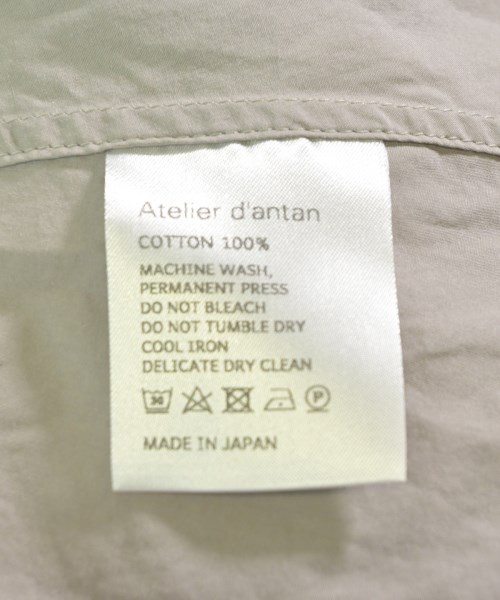 Atelier d'antan
COTTON 100%
MACHINE WASH,
PERMANENT PRESS
DO NOT BLEACH
DO NOT TUMBLE DRY
COOL IRON
DELICATE DRY CLEAN
30 P
MADE IN JAPAN